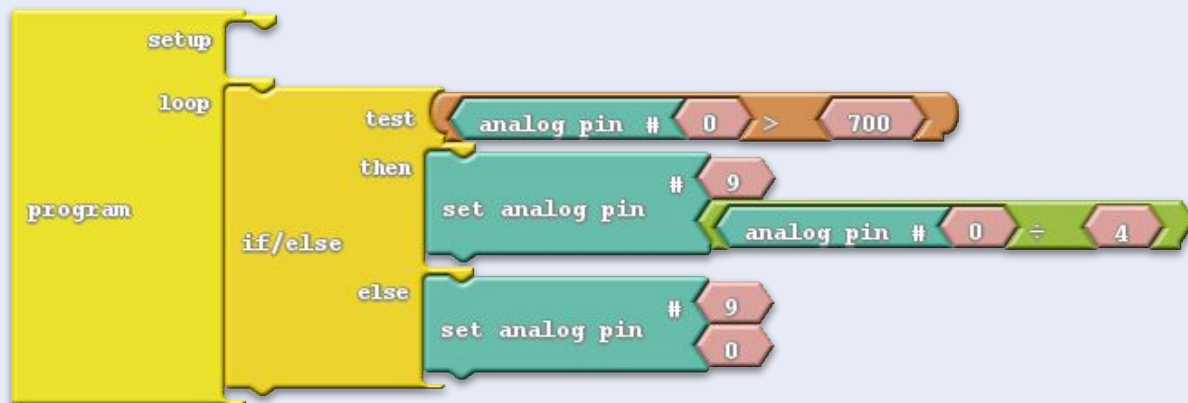 setup
loop
test analog pin # 0 > 700
then
# 9
program
set analog pin
analog pin # 0 ÷ 4
if/else
else
# 9
set analog pin
0